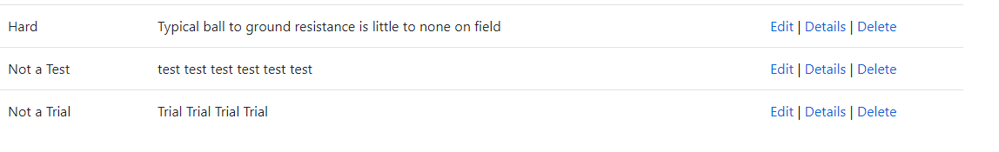 Hard Typical ball to ground resistance is little to none on field Edit | Details | Delete
Not a Test test test test test test test Edit | Details | Delete
Not a Trial Trial Trial Trial Trial Edit | Details | Delete